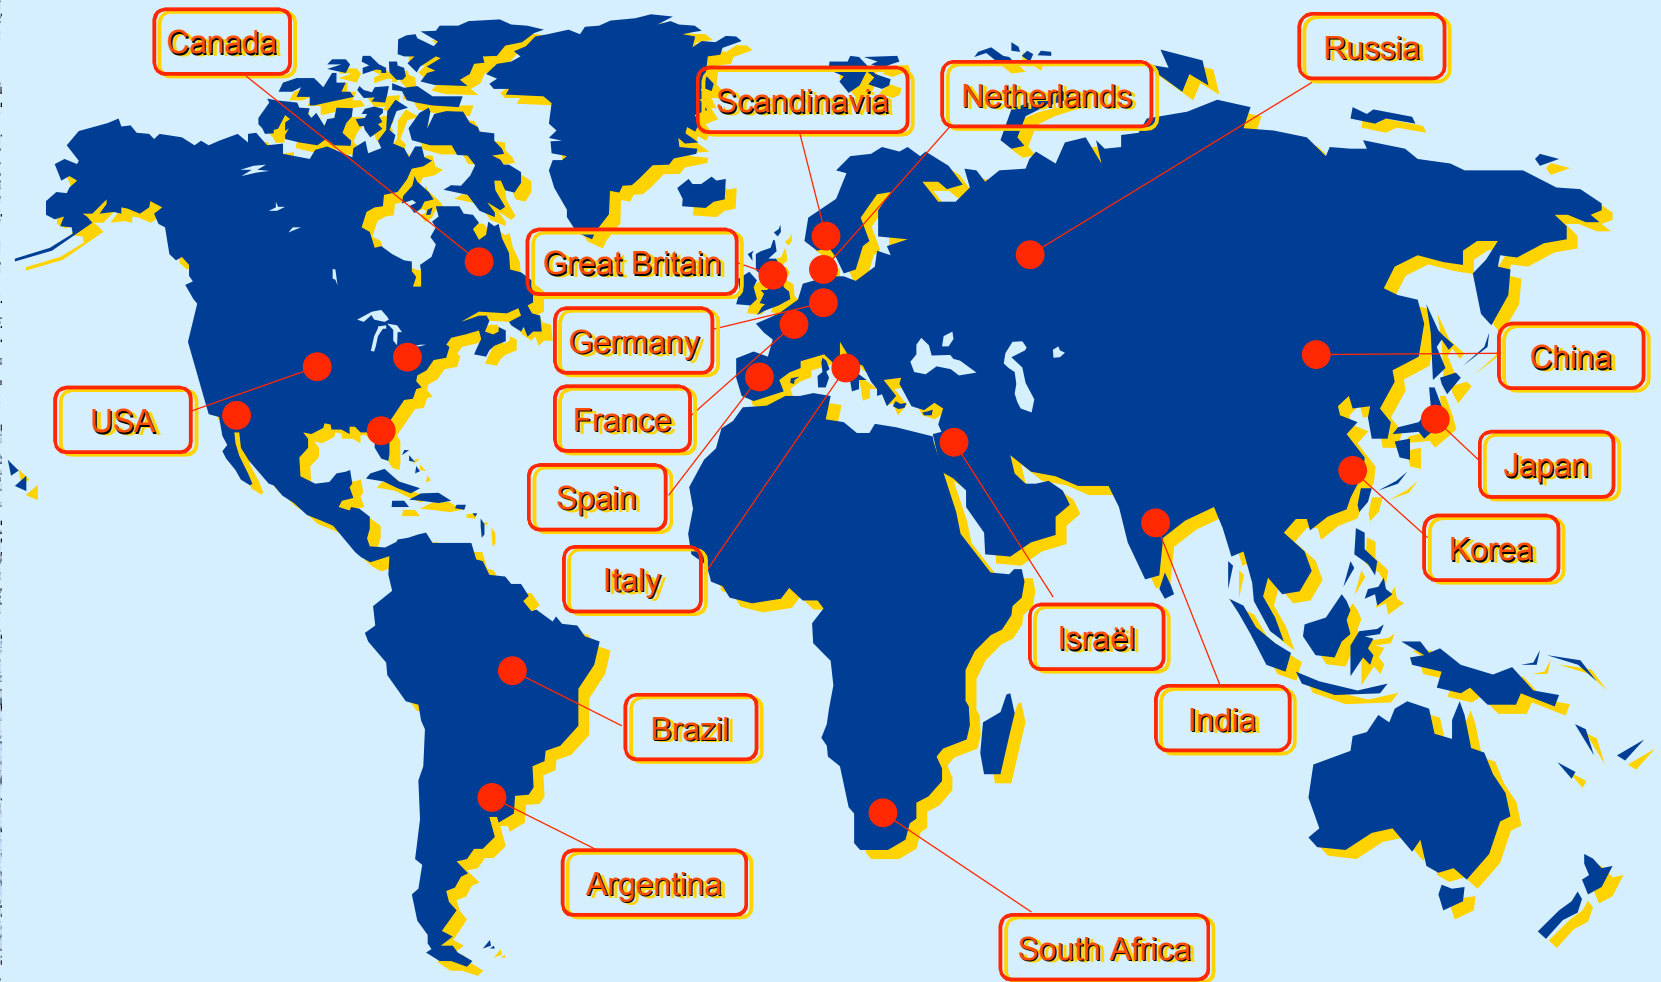 Canada
Russia
Scandinavia
Netherlands
Great Britain
Germany
China
USA
France
Japan
Spain
Korea
Italy
Israël
India
Brazil
Argentina
South Africa